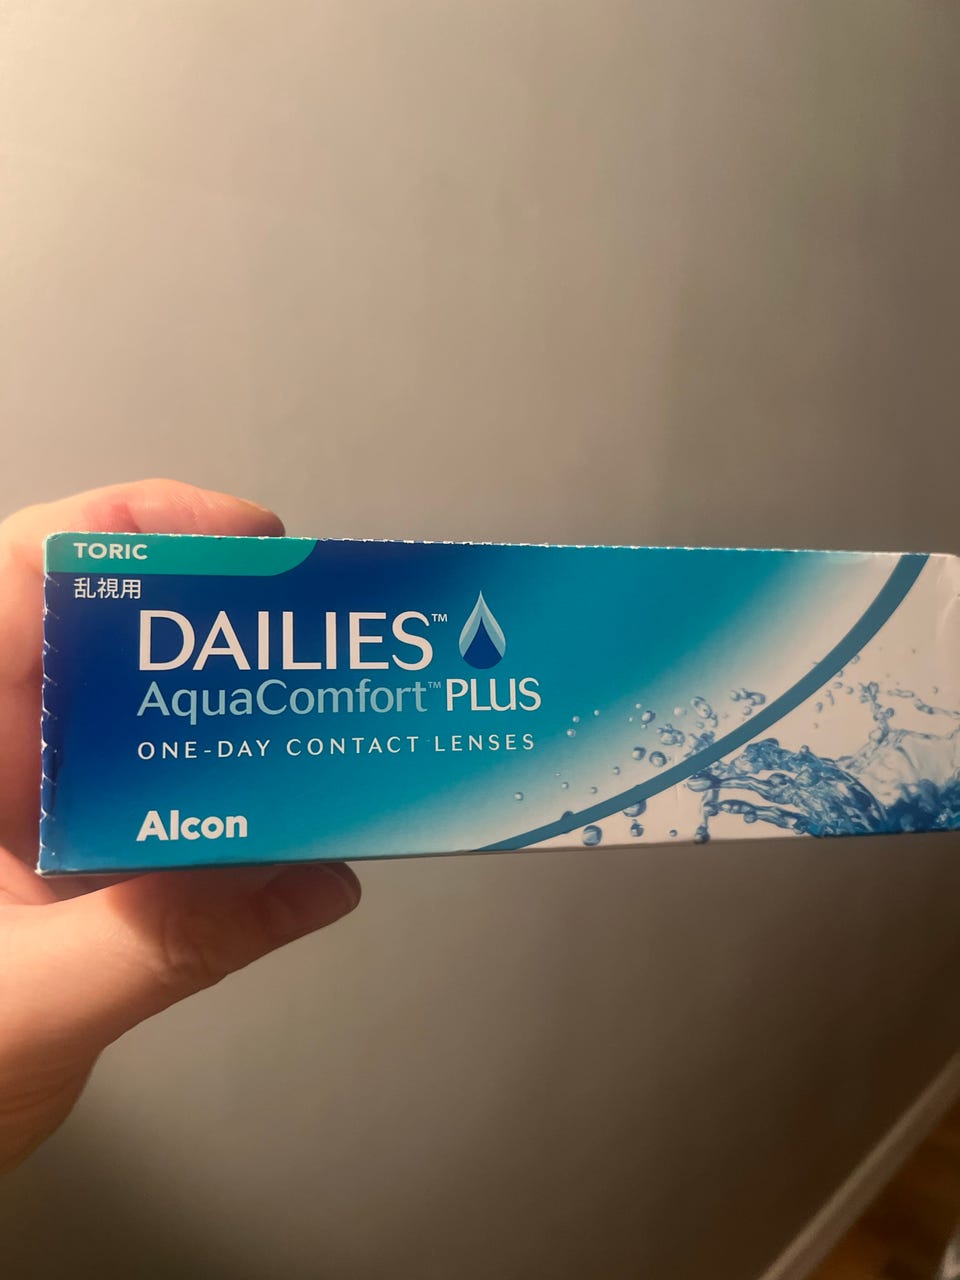 TORIC
乱視用
DAILIES™
AquaComfort™ PLUS
ONE-DAY CONTACT LENSES
Alcon